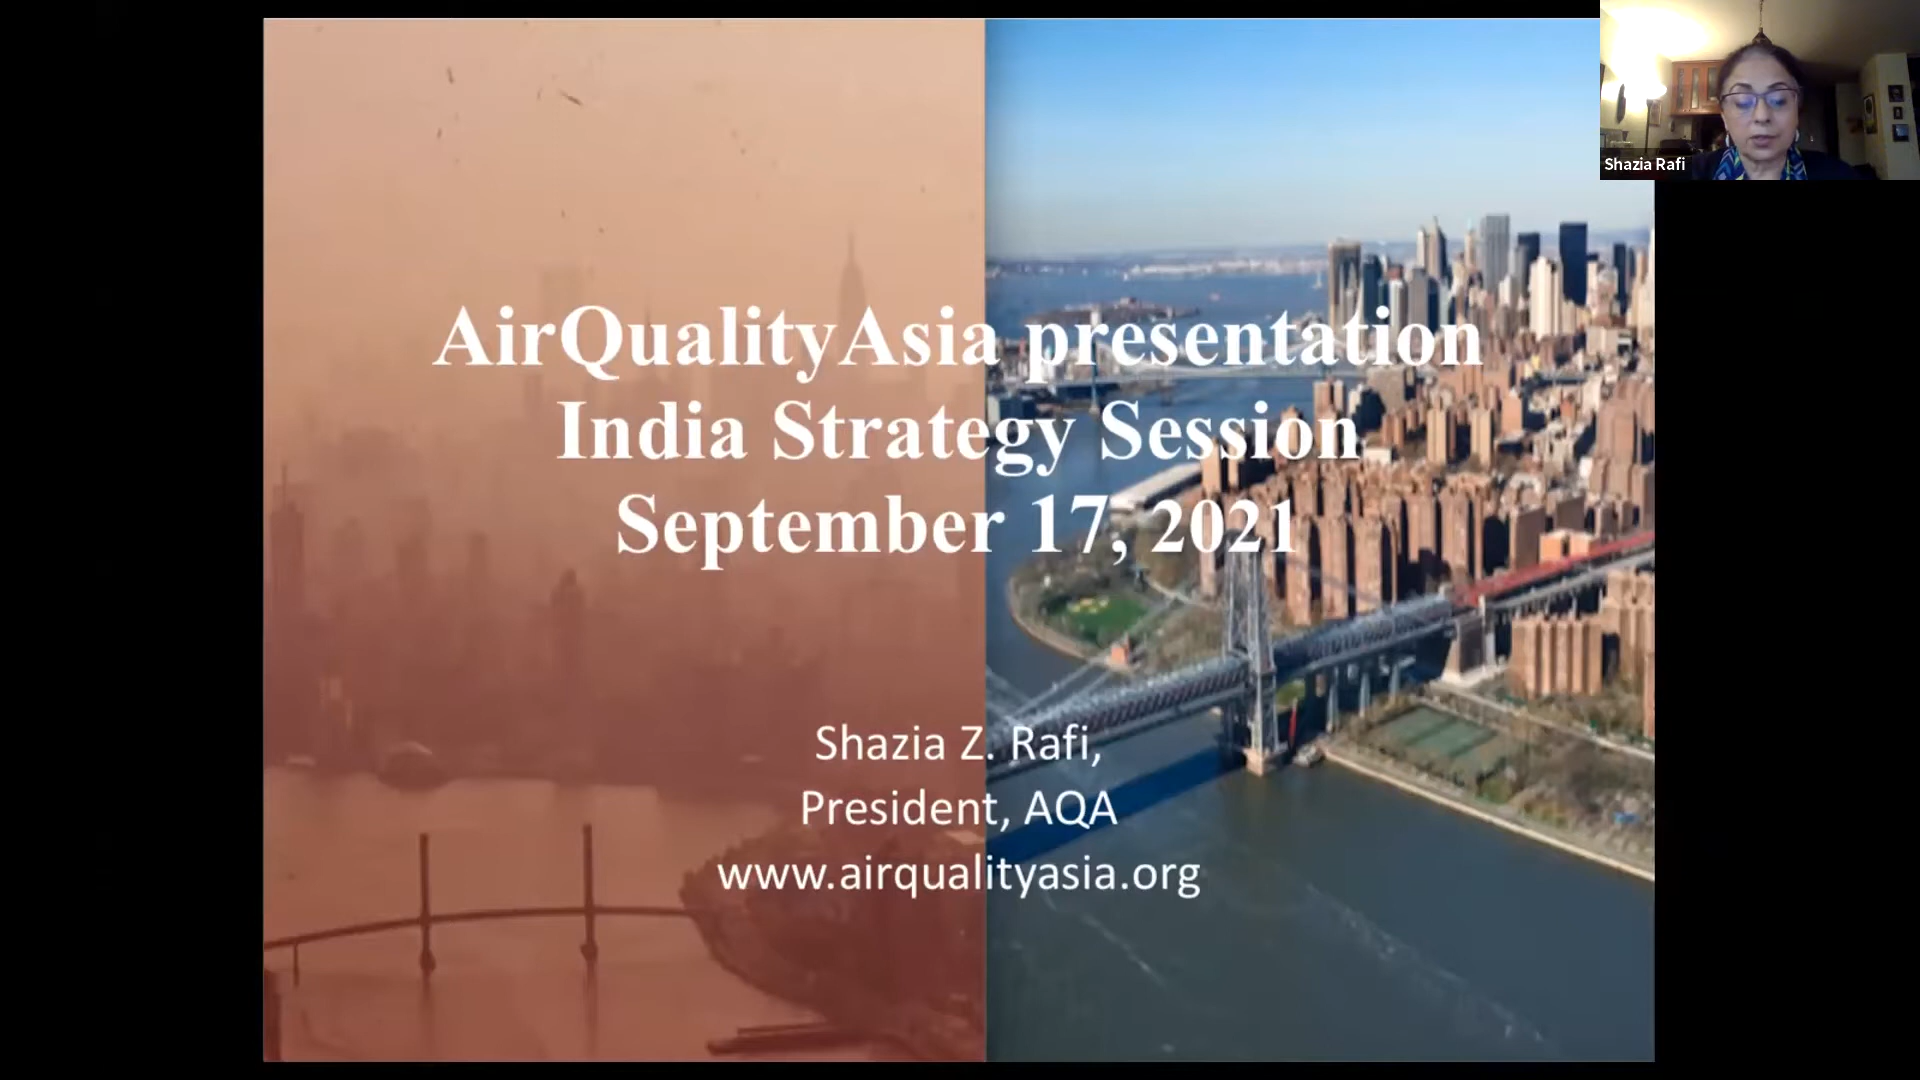 AirQualityAsia presentation
India Strategy Session
September 17, 2021
Shazia Z. Rafi,
President, AQA
www.airqualityasia.org
Shazia Rafi